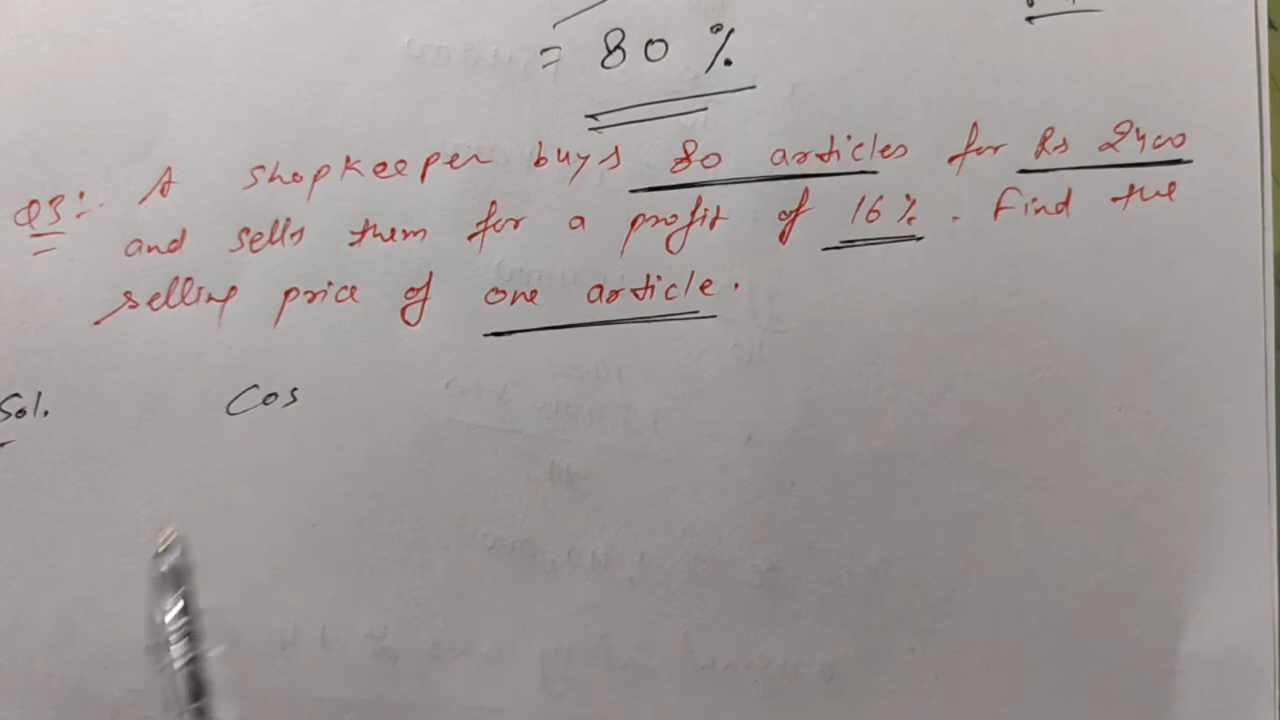 = 80 %
Q3:- A shopkeeper buys 80 articles for Rs 2400
and sells them for a profit of 16%. Find the
selling price of one article.
Sol. Cos